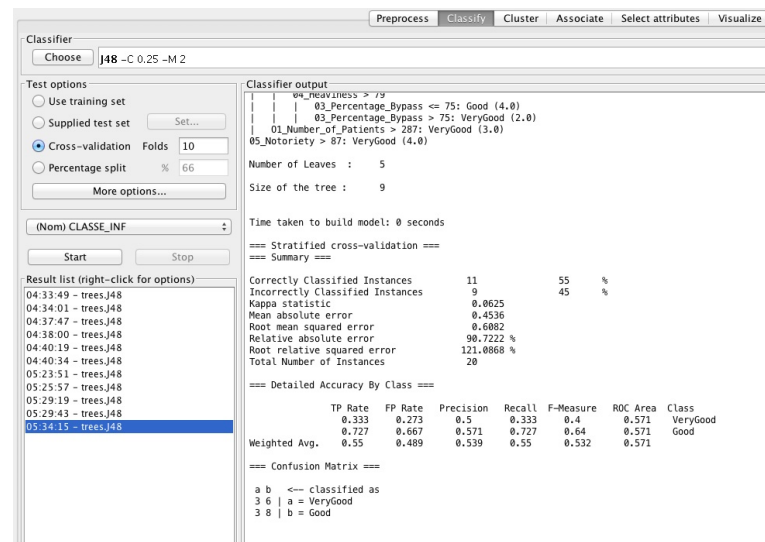 Preprocess Classify Cluster Associate Select attributes Visualize
Classifier
Choose J48 -C 0.25 -M 2
Test options
Use training set
Supplied test set Set...
Cross-validation Folds 10
Percentage split % 66
More options...
(Nom) CLASSE_INF
Start Stop
Result list (right-click for options)
04:33:49 - trees.J48
04:34:01 - trees.J48
04:37:47 - trees.J48
04:38:00 - trees.J48
04:40:19 - trees.J48
04:40:34 - trees.J48
05:23:51 - trees.J48
05:25:57 - trees.J48
05:29:19 - trees.J48
05:29:43 - trees.J48
05:34:15 - trees.J48
Classifier output
| | 04_Heaviness > 79
| | | 03_Percentage_Bypass <= 75: Good (4.0)
| | | 03_Percentage_Bypass > 75: VeryGood (2.0)
| 01_Number_of_Patients > 287: VeryGood (3.0)
05_Notoriety > 87: VeryGood (4.0)
Number of Leaves : 5
Size of the tree : 9
Time taken to build model: 0 seconds
=== Stratified cross-validation ===
=== Summary ===
Correctly Classified Instances 11 55 %
Incorrectly Classified Instances 9 45 %
Kappa statistic 0.0625
Mean absolute error 0.4536
Root mean squared error 0.6082
Relative absolute error 90.7222 %
Root relative squared error 121.0868 %
Total Number of Instances 20
=== Detailed Accuracy By Class ===
TP Rate FP Rate Precision Recall F-Measure ROC Area Class
0.333 0.273 0.5 0.333 0.4 0.571 VeryGood
0.727 0.667 0.571 0.727 0.64 0.571 Good
Weighted Avg. 0.55 0.489 0.539 0.55 0.532 0.571
=== Confusion Matrix ===
a b <-- classified as
3 6 | a = VeryGood
3 8 | b = Good